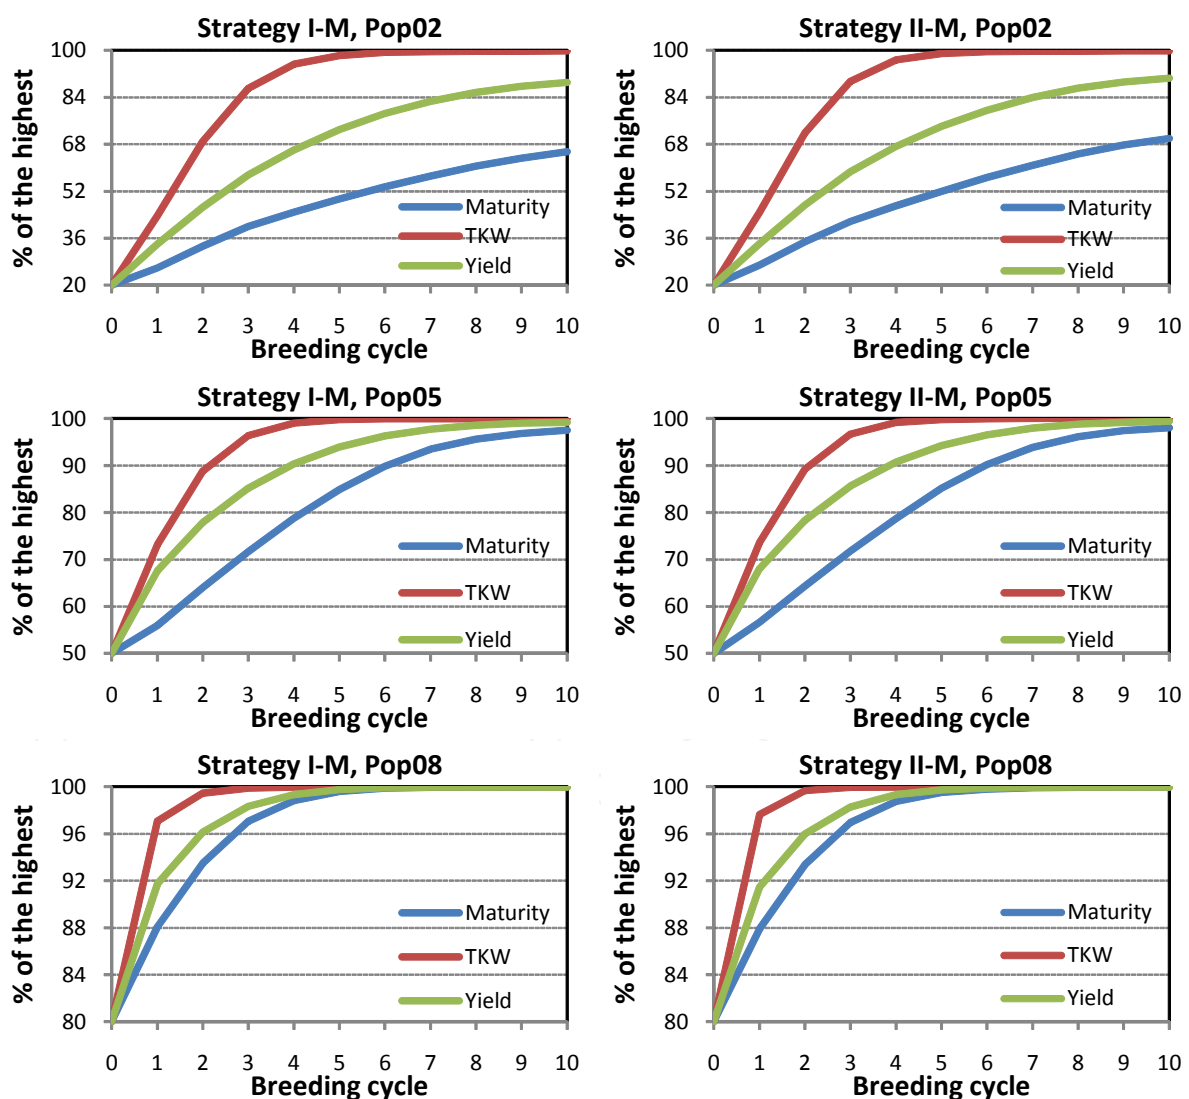 Strategy I-M, Pop02
% of the highest
100
84
68
52
36
20
Maturity
TKW
Yield
0 1 2 3 4 5 6 7 8 9 10
Breeding cycle
Strategy II-M, Pop02
% of the highest
100
84
68
52
36
20
Maturity
TKW
Yield
0 1 2 3 4 5 6 7 8 9 10
Breeding cycle
Strategy I-M, Pop05
% of the highest
100
90
80
70
60
50
Maturity
TKW
Yield
0 1 2 3 4 5 6 7 8 9 10
Breeding cycle
Strategy II-M, Pop05
% of the highest
100
90
80
70
60
50
Maturity
TKW
Yield
0 1 2 3 4 5 6 7 8 9 10
Breeding cycle
Strategy I-M, Pop08
% of the highest
100
96
92
88
84
80
Maturity
TKW
Yield
0 1 2 3 4 5 6 7 8 9 10
Breeding cycle
Strategy II-M, Pop08
% of the highest
100
96
92
88
84
80
Maturity
TKW
Yield
0 1 2 3 4 5 6 7 8 9 10
Breeding cycle